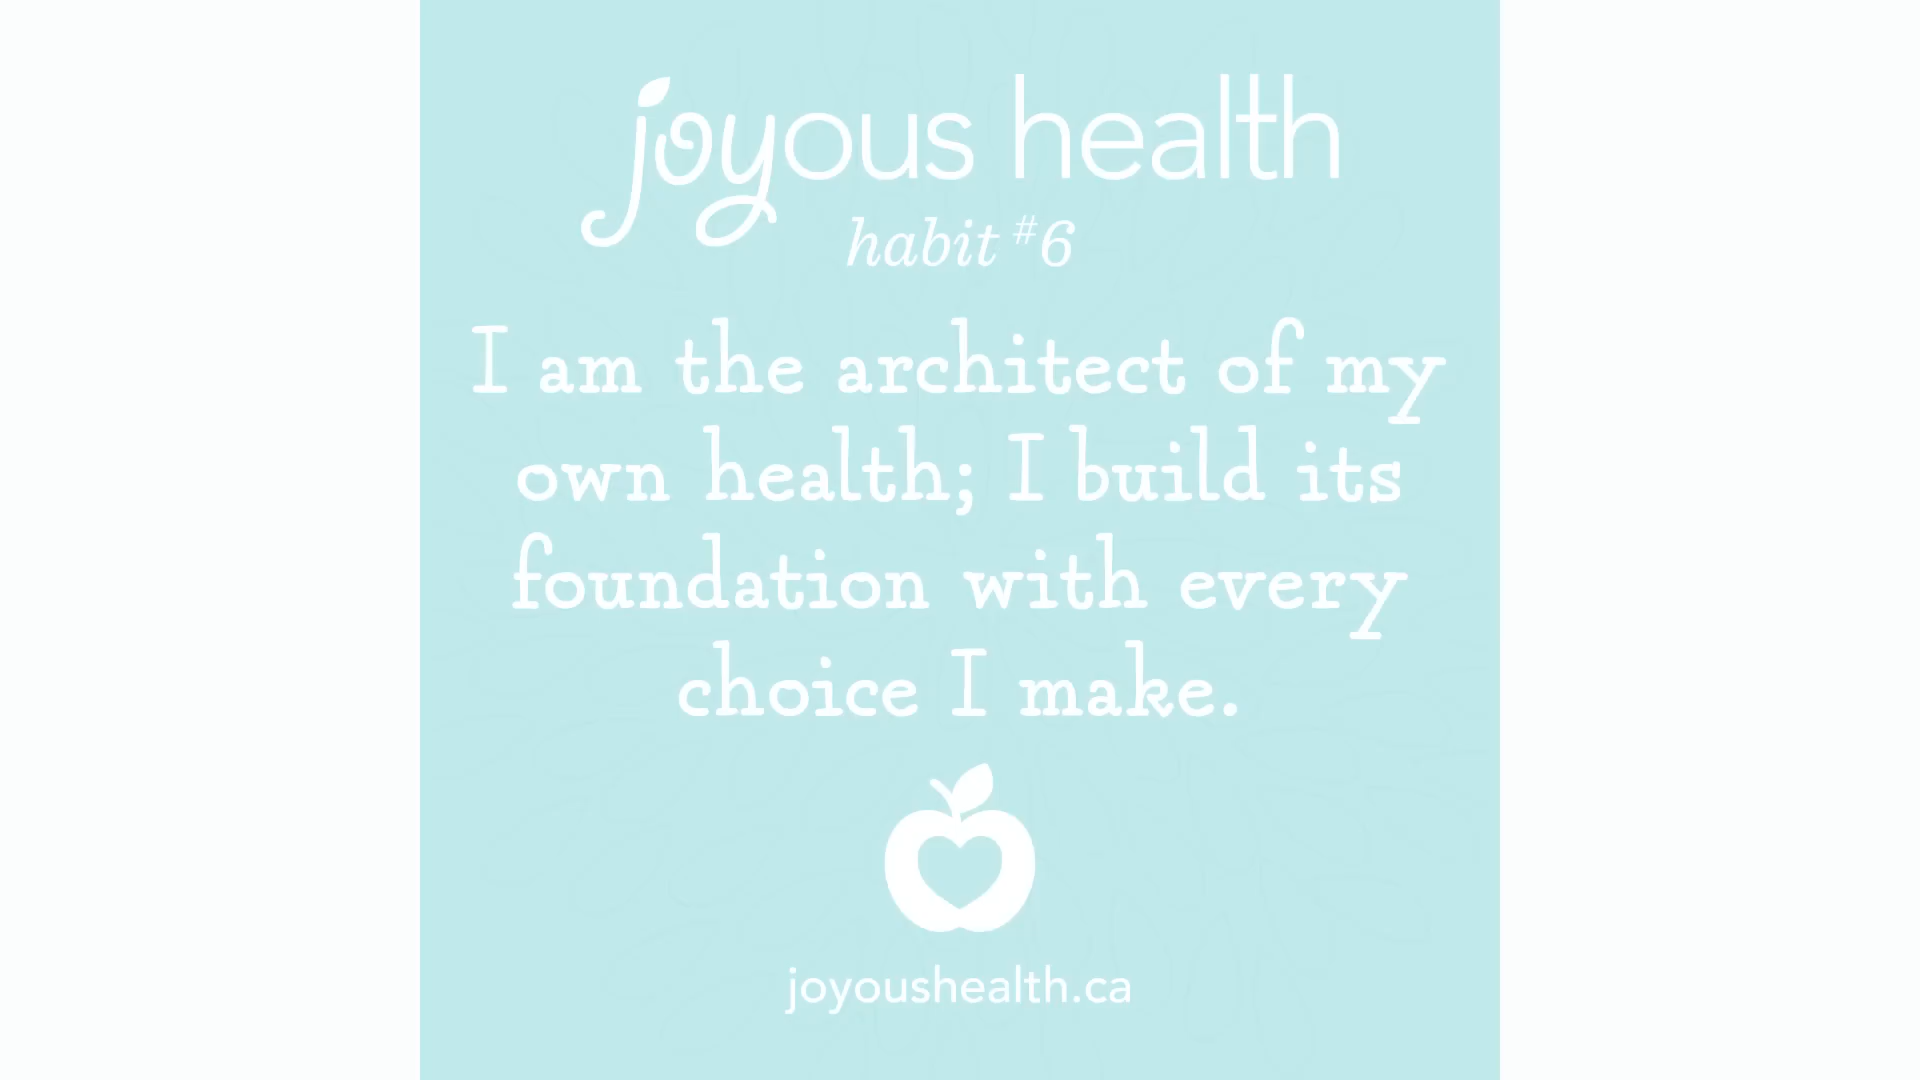 joyous health
habit #6
I am the architect of my
own health; I build its
foundation with every
choice I make.
joyoushealth.ca